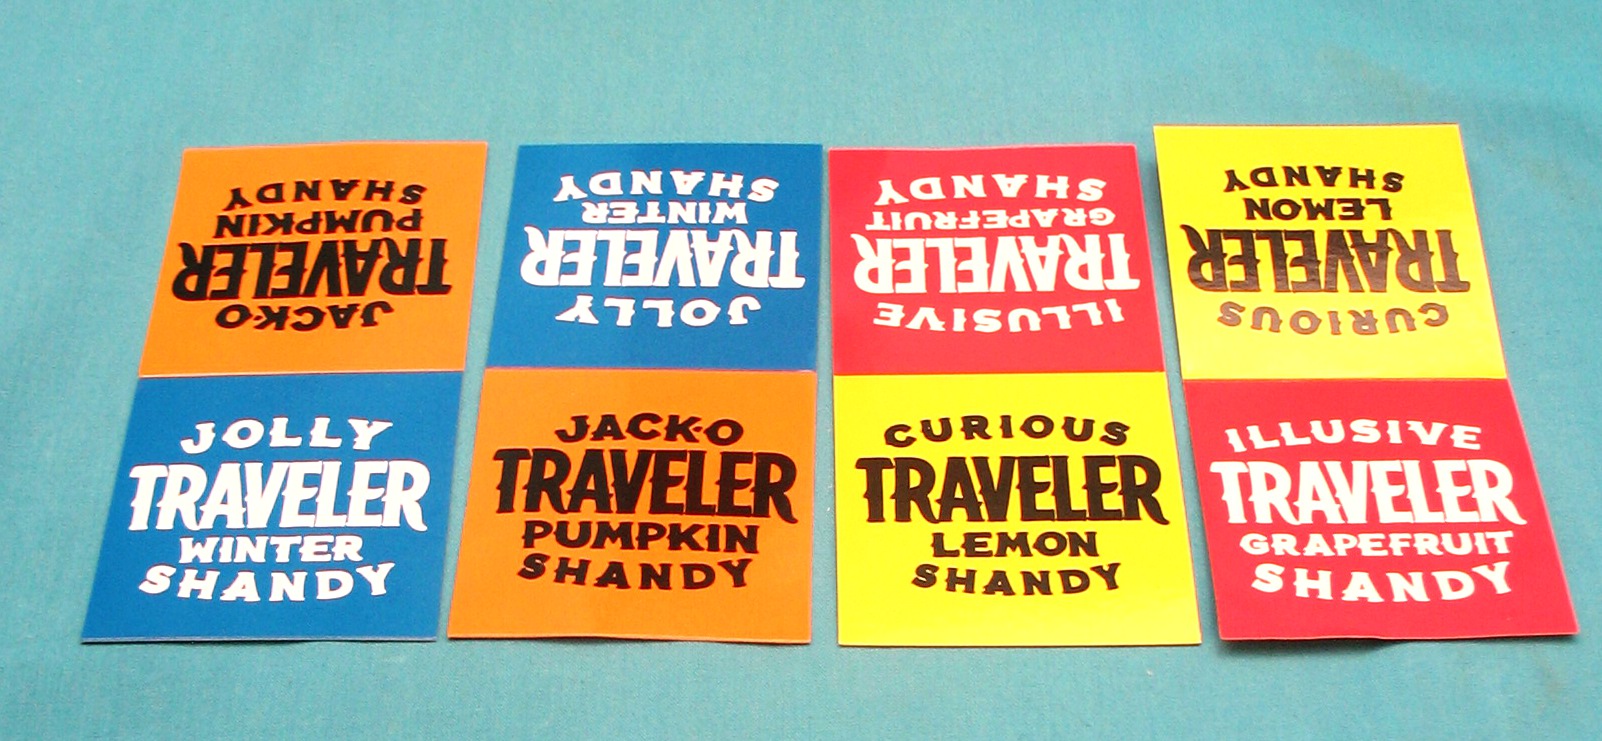 JACK-O
TRAVELER
PUMPKIN
SHANDY
JOLLY
TRAVELER
WINTER
SHANDY
ILLUSIVE
TRAVELER
GRAPEFRUIT
SHANDY
CURIOUS
TRAVELER
LEMON
SHANDY
JOLLY
TRAVELER
WINTER
SHANDY
JACK-O
TRAVELER
PUMPKIN
SHANDY
CURIOUS
TRAVELER
LEMON
SHANDY
ILLUSIVE
TRAVELER
GRAPEFRUIT
SHANDY